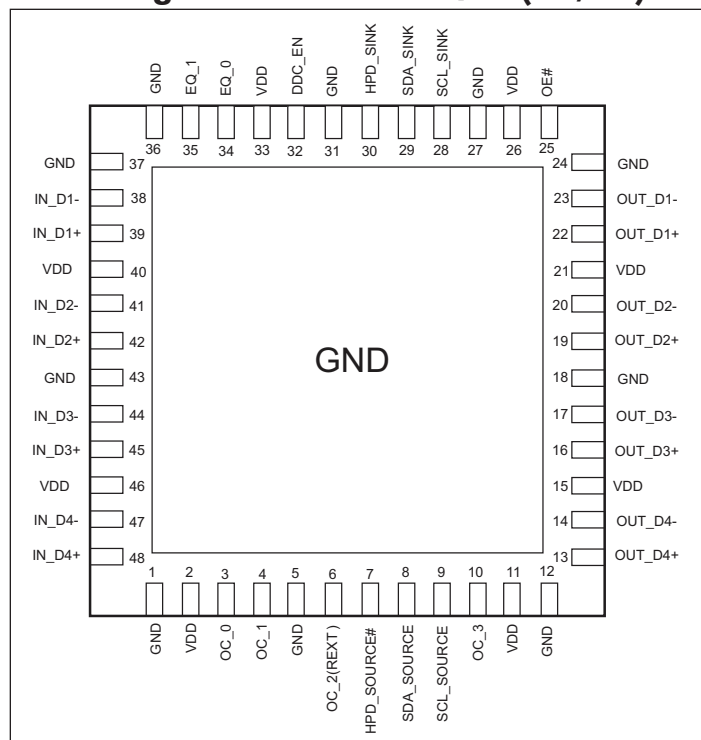 GND
EQ_1
EQ_0
VDD
DDC_EN
GND
HPD_SINK
SDA_SINK
SCL_SINK
GND
VDD
OE#
36 35 34 33 32 31 30 29 28 27 26 25
GND 37 24 GND
IN_D1- 38 23 OUT_D1-
IN_D1+ 39 22 OUT_D1+
VDD 40 21 VDD
IN_D2- 41 20 OUT_D2-
IN_D2+ 42 19 OUT_D2+
GND
GND 43 18 GND
IN_D3- 44 17 OUT_D3-
IN_D3+ 45 16 OUT_D3+
VDD 46 15 VDD
IN_D4- 47 14 OUT_D4-
IN_D4+ 48 13 OUT_D4+
1 2 3 4 5 6 7 8 9 10 11 12
GND
VDD
OC_0
OC_1
GND
OC_2(REXT)
HPD_SOURCE#
SDA_SOURCE
SCL_SOURCE
OC_3
VDD
GND